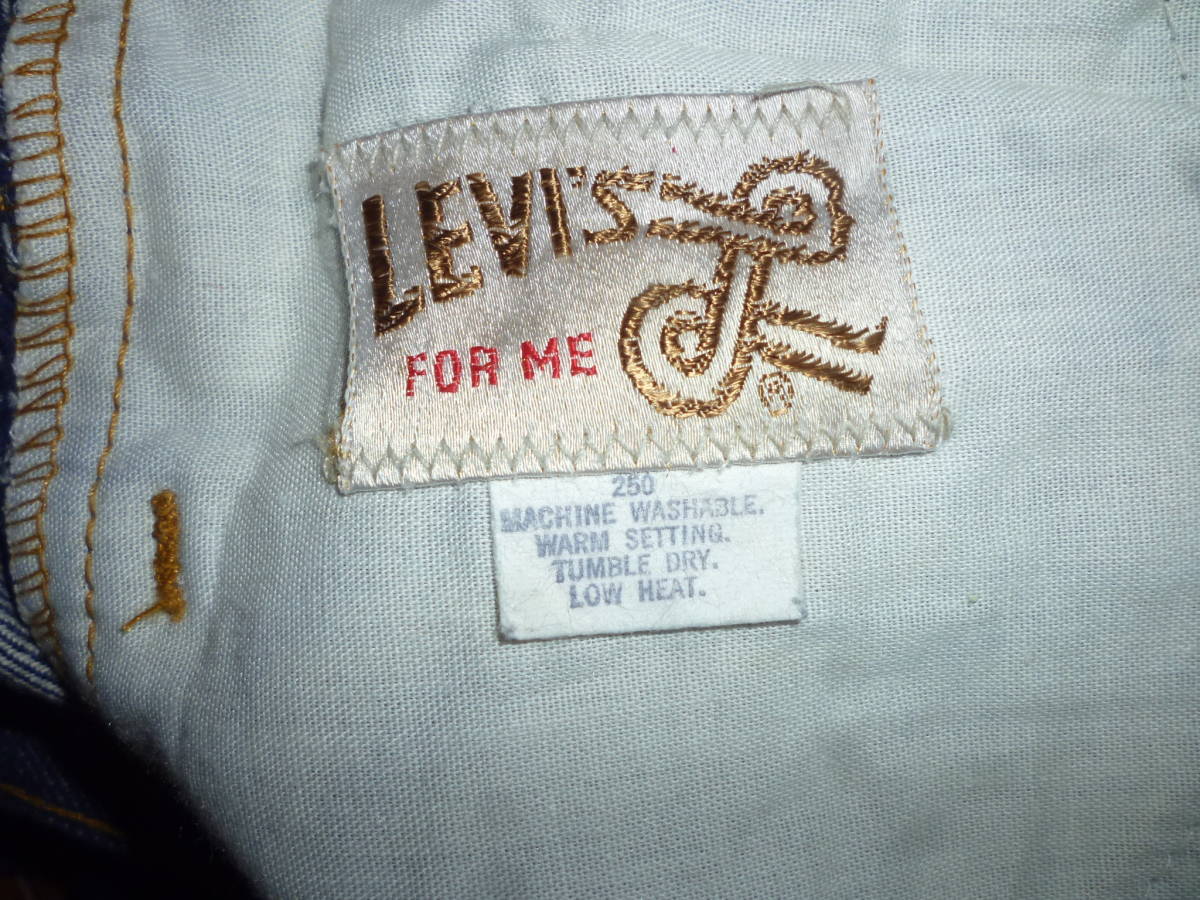 LEVI'S
FOR ME
®
250
MACHINE WASHABLE.
WARM SETTING.
TUMBLE DRY.
LOW HEAT.